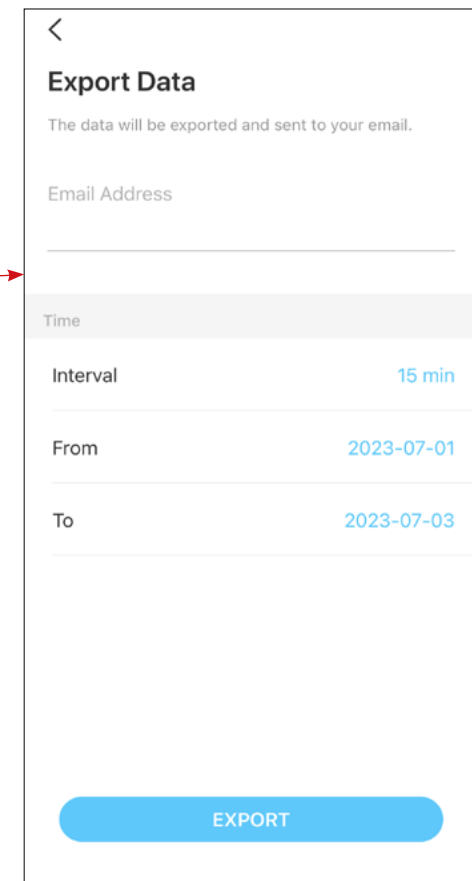 Export Data
The data will be exported and sent to your email.
Email Address
Time
Interval 15 min
From 2023-07-01
To 2023-07-03
EXPORT